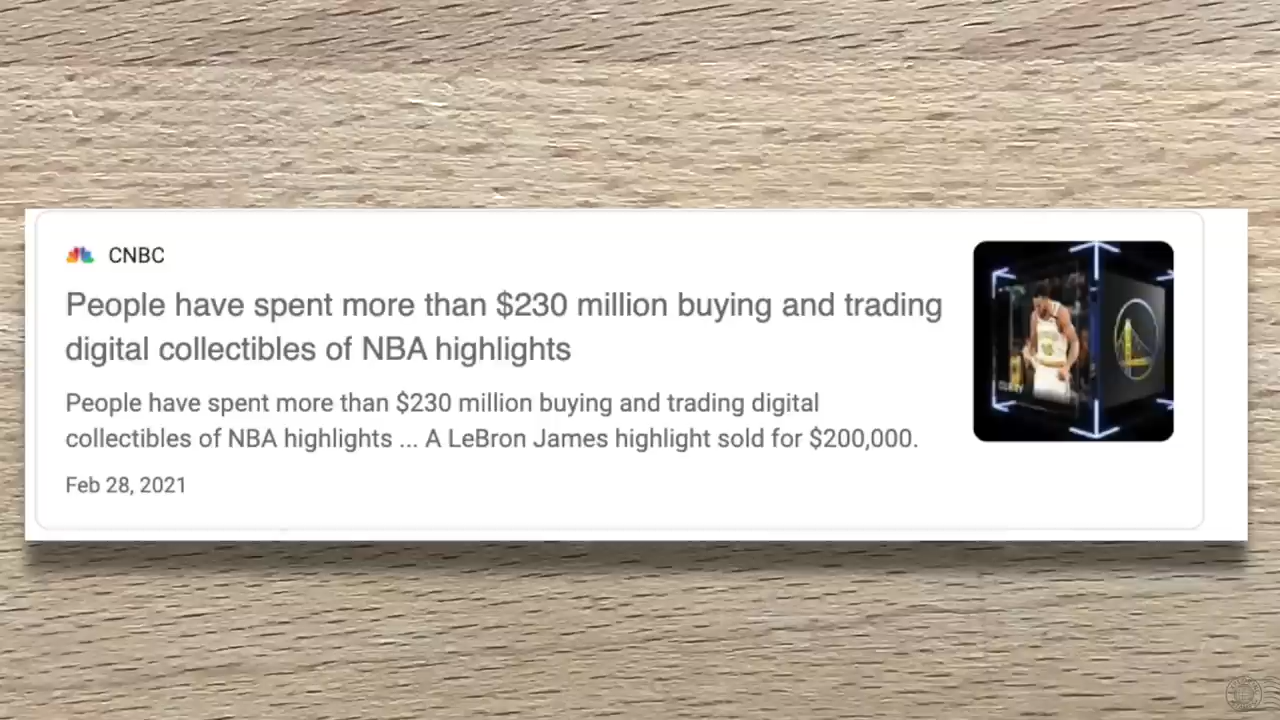 CNBC
People have spent more than $230 million buying and trading
digital collectibles of NBA highlights
People have spent more than $230 million buying and trading digital
collectibles of NBA highlights ... A LeBron James highlight sold for $200,000.
Feb 28, 2021